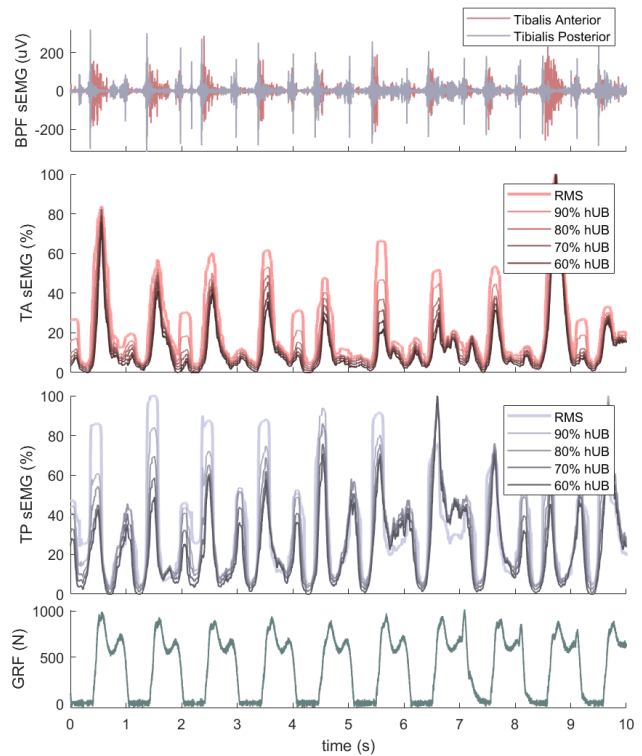 Tibalis Anterior
Tibialis Posterior
BPF sEMG (uV)
200
0
-200
TA sEMG (%)
100
80
60
40
20
0
RMS
90% hUB
80% hUB
70% hUB
60% hUB
TP sEMG (%)
100
80
60
40
20
0
RMS
90% hUB
80% hUB
70% hUB
60% hUB
GRF (N)
1000
500
0
0 1 2 3 4 5 6 7 8 9 10
time (s)